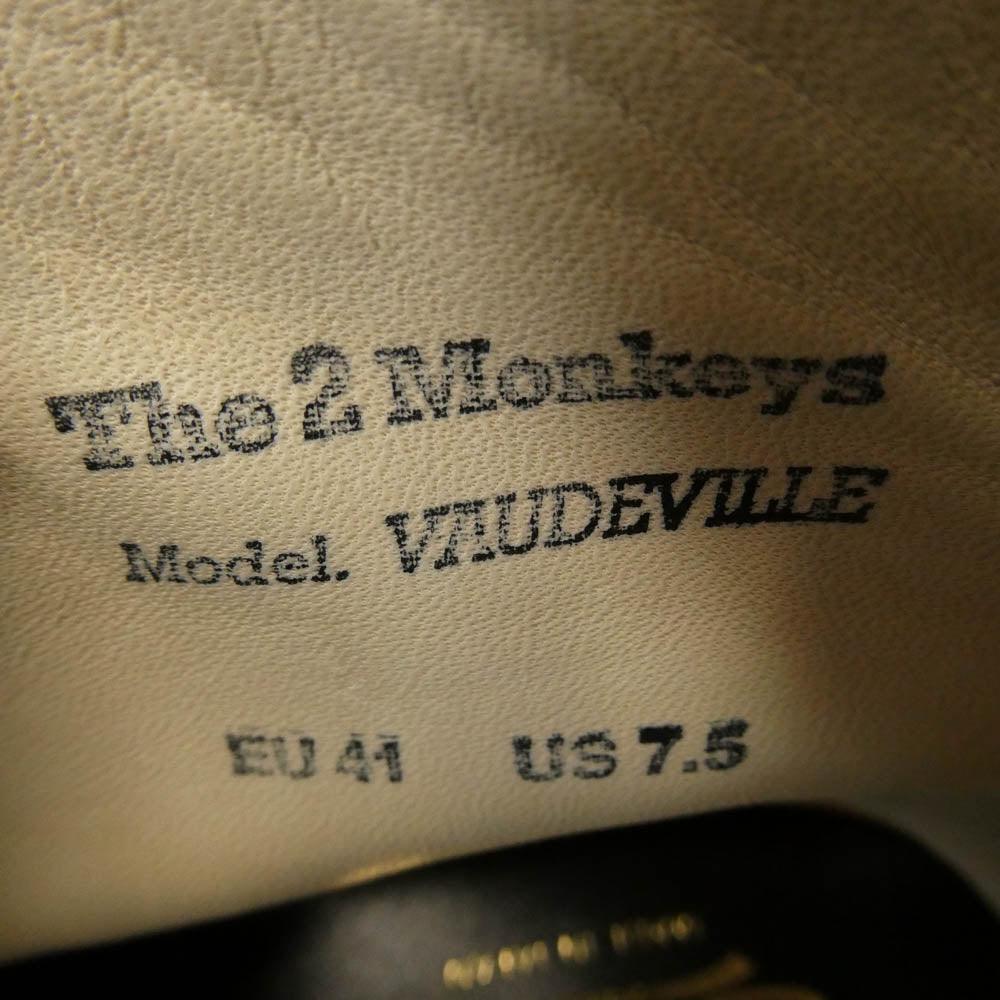 The 2 Monkeys
Model. VAUDEVILLE
EU 41 US 7.5